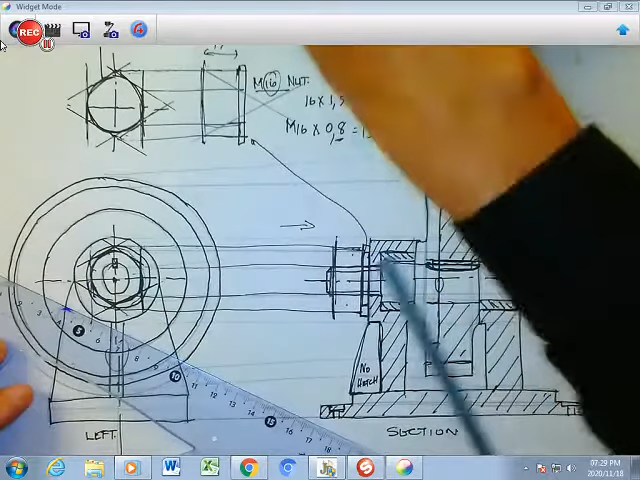 Widget Mode
REC
M16 NUT.
16 X 1,5
M16 X 0,8 = 1
NO
HATCH
LEFT
SECTION
07:29 PM
2020/11/18